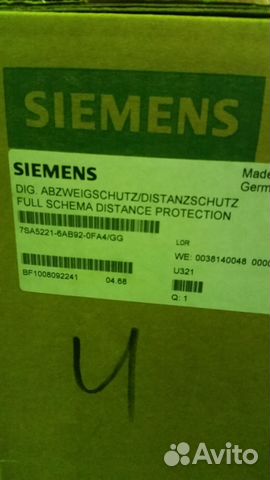 SIEMENS
SIEMENS
Made
Germ
DIG. ABZWEIGSCHUTZ/DISTANZSCHUTZ
FULL SCHEMA DISTANCE PROTECTION
7SA5221-6AB92-0FA4/GG
LOR
WE: 0038140048 0000
U321
BF1008092241
04.66
Q: 1
4
Avito